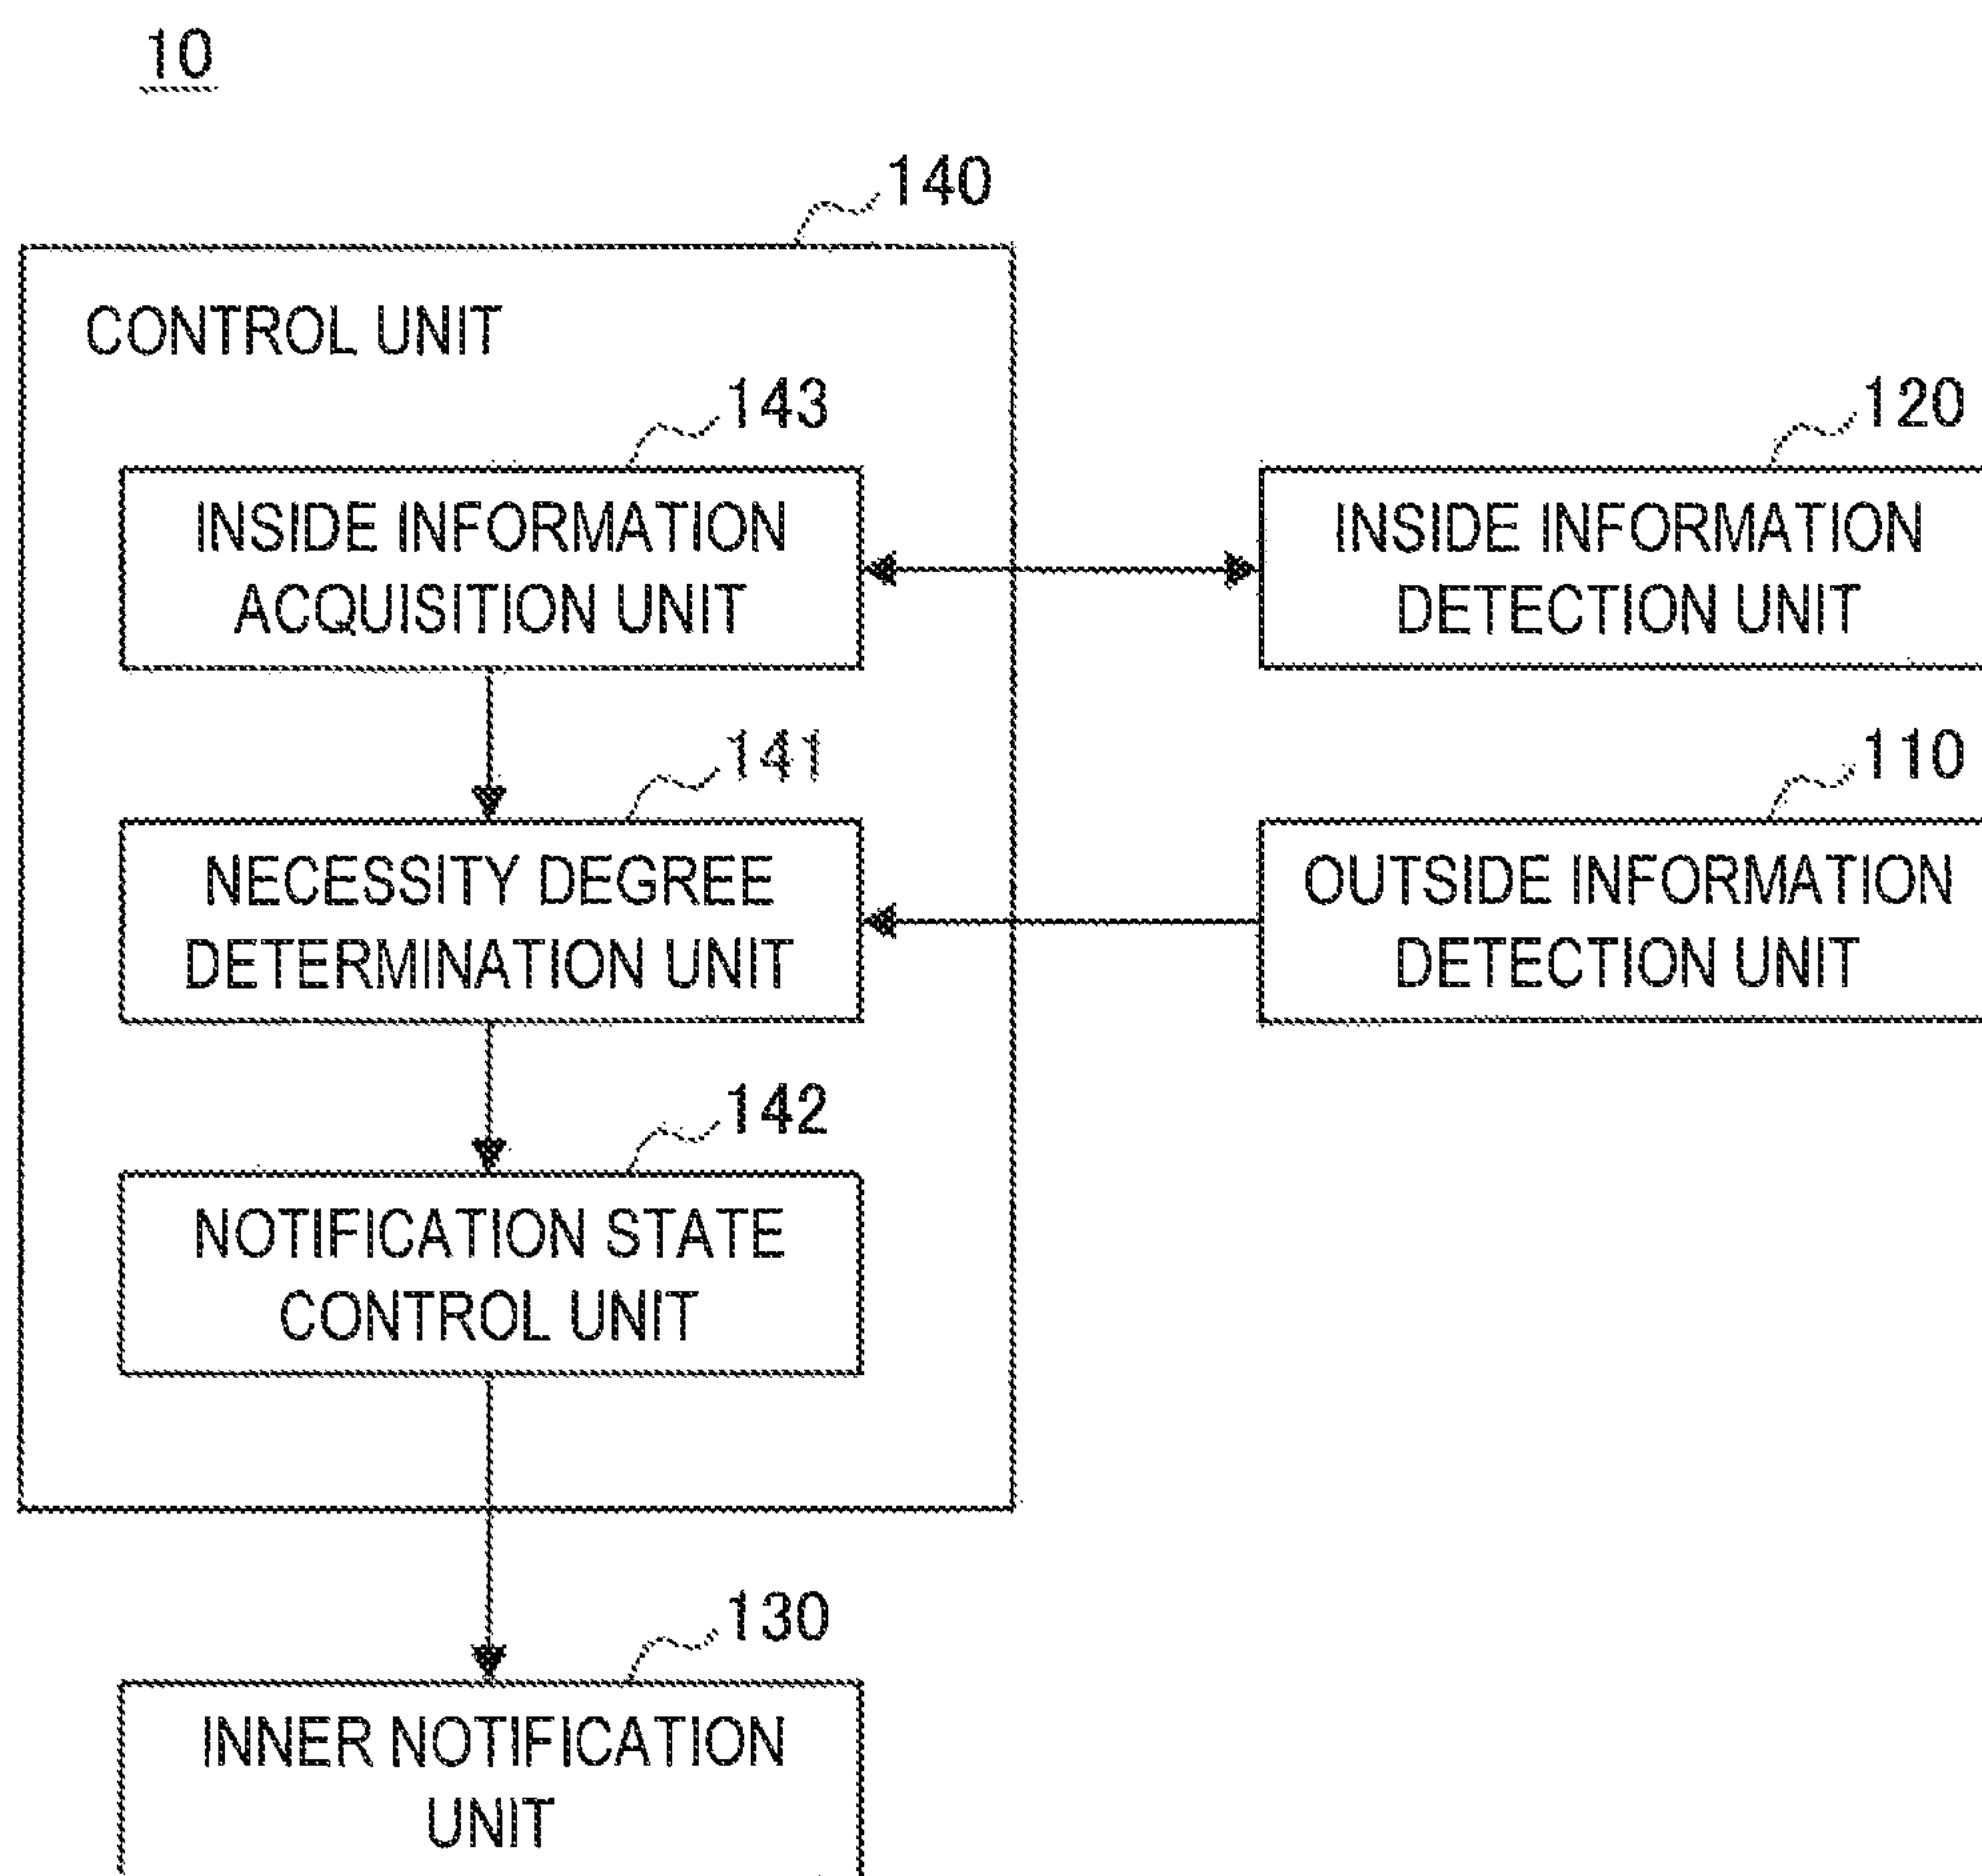 10
140
CONTROL UNIT
143
INSIDE INFORMATION
ACQUISITION UNIT
120
INSIDE INFORMATION
DETECTION UNIT
141
NECESSITY DEGREE
DETERMINATION UNIT
110
OUTSIDE INFORMATION
DETECTION UNIT
142
NOTIFICATION STATE
CONTROL UNIT
130
INNER NOTIFICATION
UNIT